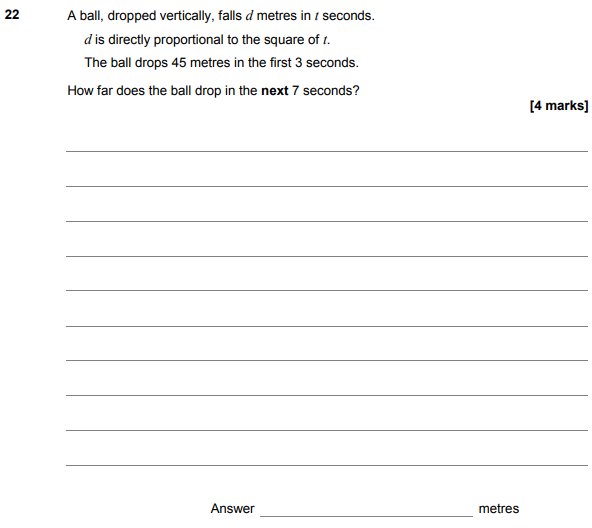 22 A ball, dropped vertically, falls d metres in t seconds.
d is directly proportional to the square of t.
The ball drops 45 metres in the first 3 seconds.
How far does the ball drop in the next 7 seconds?
[4 marks]
Answer metres